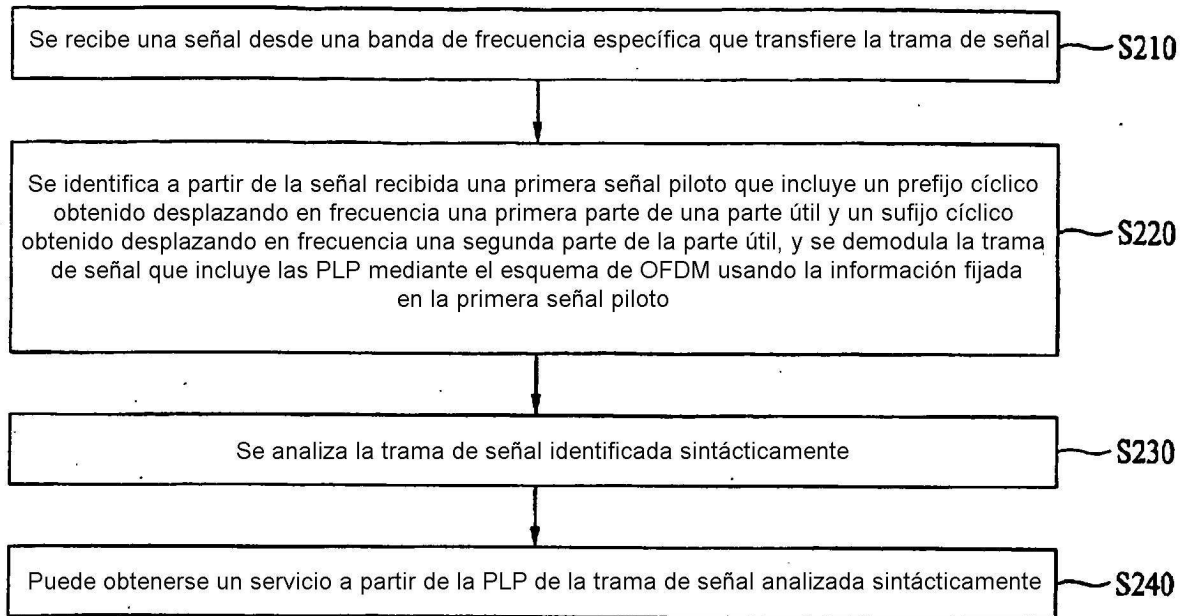 Se recibe una señal desde una banda de frecuencia específica que transfiere la trama de señal
S210
Se identifica a partir de la señal recibida una primera señal piloto que incluye un prefijo cíclico
obtenido desplazando en frecuencia una primera parte de una parte útil y un sufijo cíclico
obtenido desplazando en frecuencia una segunda parte de la parte útil, y se demodula la trama
de señal que incluye las PLP mediante el esquema de OFDM usando la información fijada
en la primera señal piloto
S220
Se analiza la trama de señal identificada sintácticamente
S230
Puede obtenerse un servicio a partir de la PLP de la trama de señal analizada sintácticamente
S240